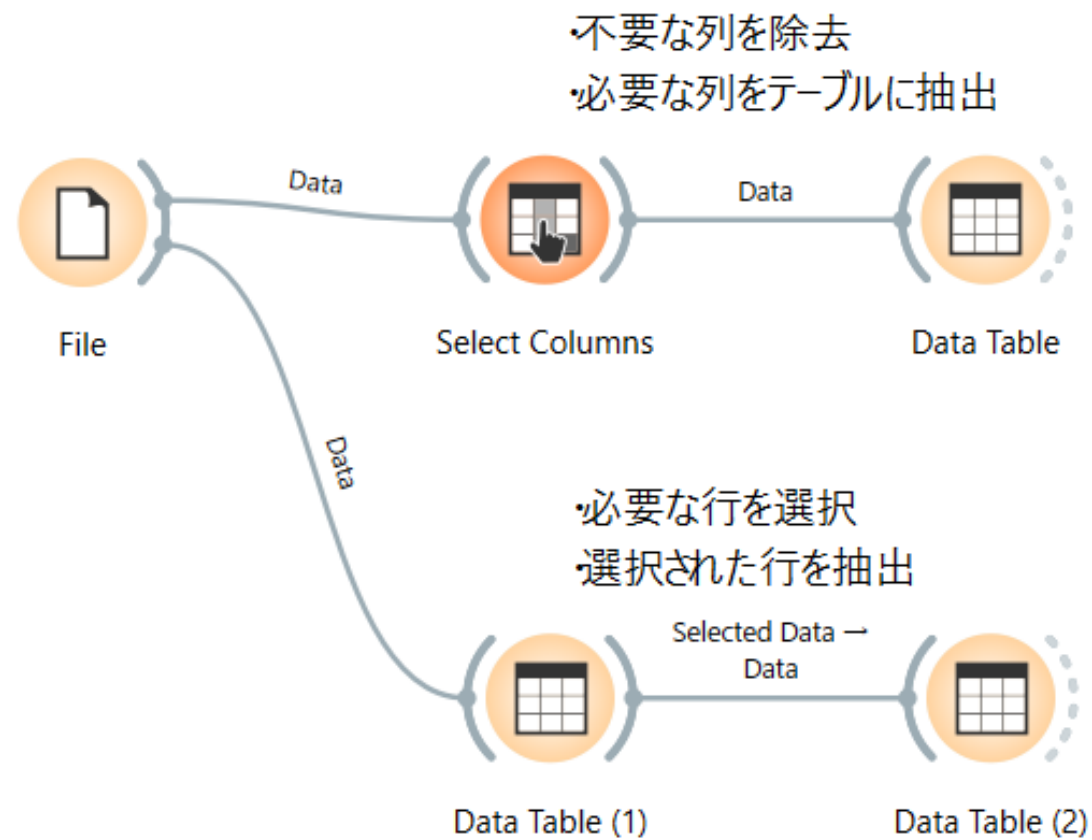 ・不要な列を除去
・必要な列をテーブルに抽出
Data
Data
File
Select Columns
Data Table
Data
・必要な行を選択
・選択された行を抽出
Selected Data →
Data
Data Table (1)
Data Table (2)